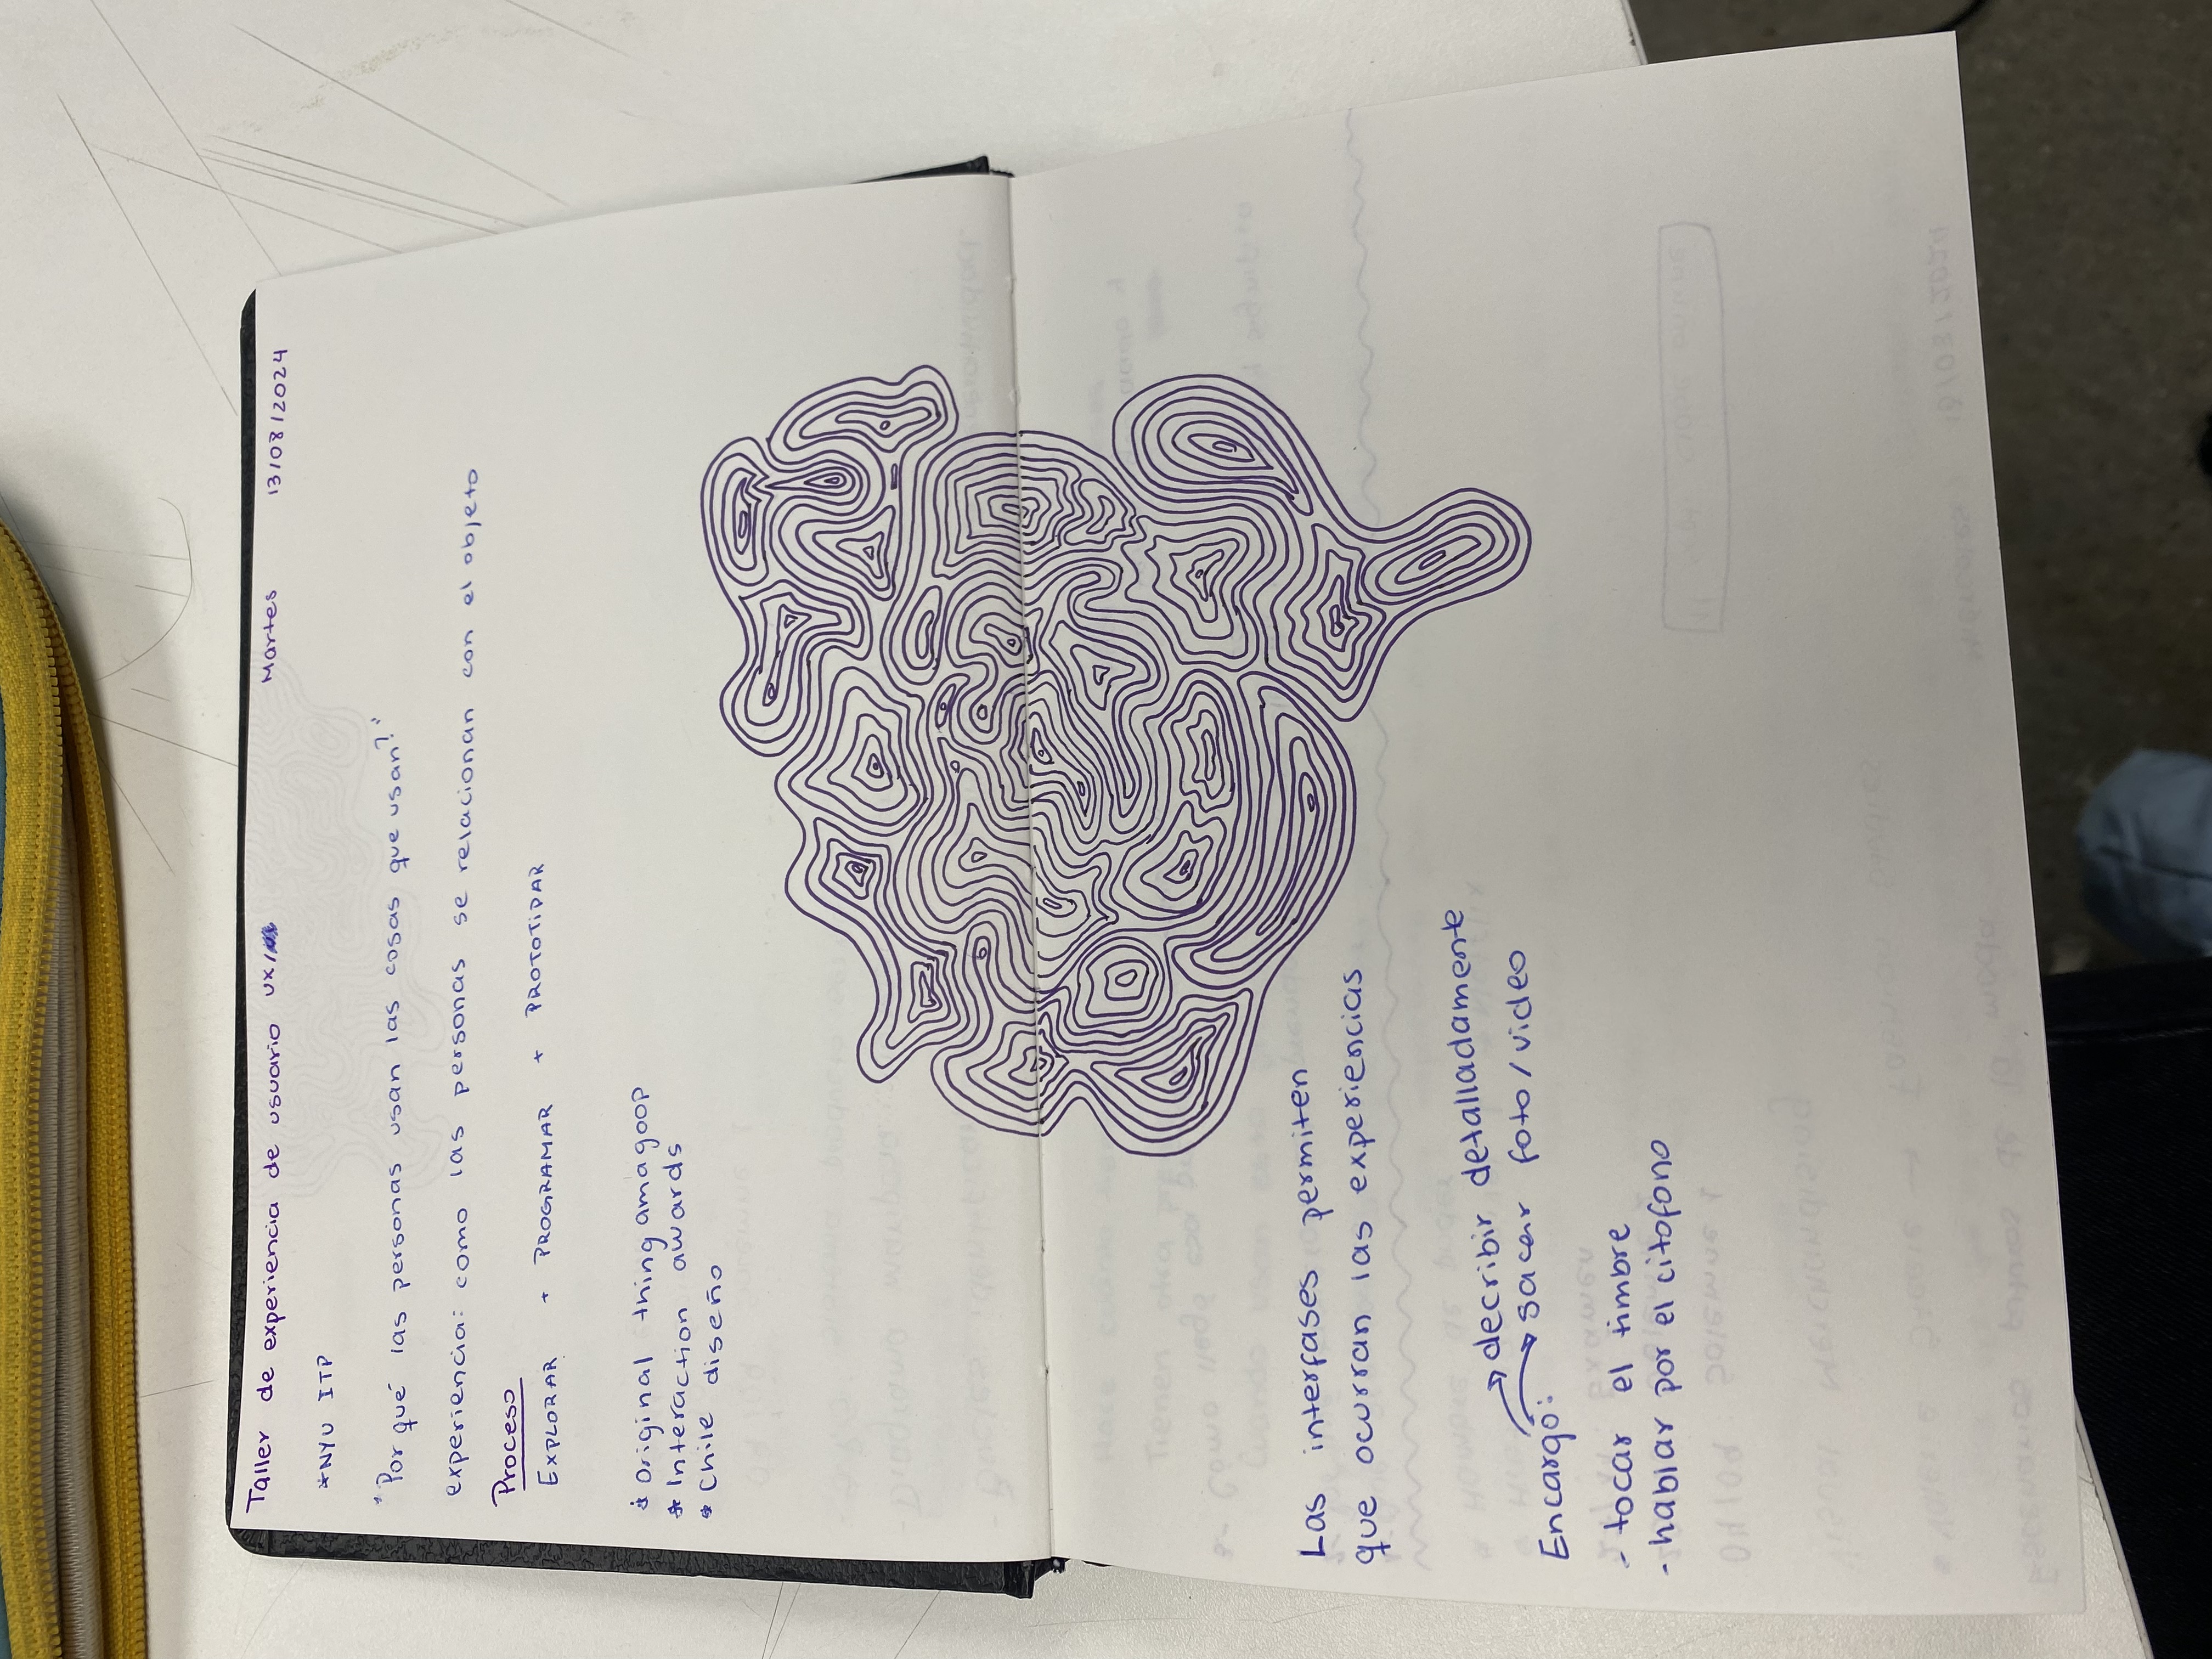 Taller de experiencia de usuario UX/
Martes
13/08/2024
*NYU ITP
"Por qué las personas usan las cosas que usan?"
experiencia: como las personas se relacionan con el objeto
Proceso
EXPLORAR + PROGRAMAR + PROTOTIPAR
* Original thingamagoop
* Interaction awards
* Chile diseño
Las interfases permiten
que ocurran las experiencias
decribir detalladamente
sacar foto/video
Encargo:
- tocar el timbre
- hablar por el citofono